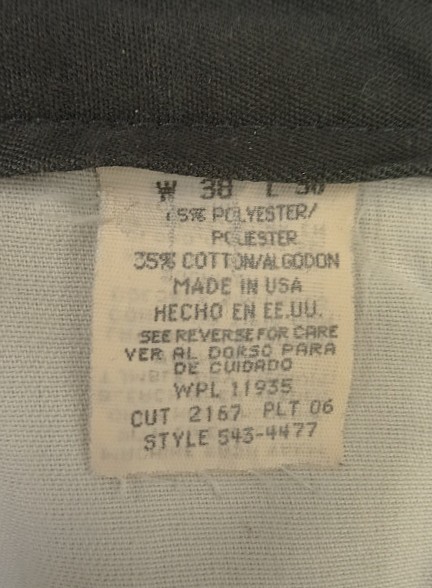 W 38 L 30
65% POLYESTER/
POLIESTER
35% COTTON/ALGODON
MADE IN USA
HECHO EN EE.UU.
SEE REVERSE FOR CARE
VER AL DORSO PARA
DE CUIDADO
WPL 11935
CUT 2167 PLT 06
STYLE 543-4477